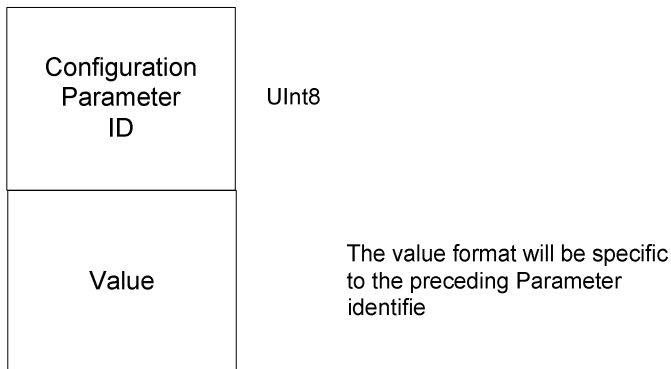 Configuration
Parameter
ID
UInt8
Value
The value format will be specific
to the preceding Parameter
identifie